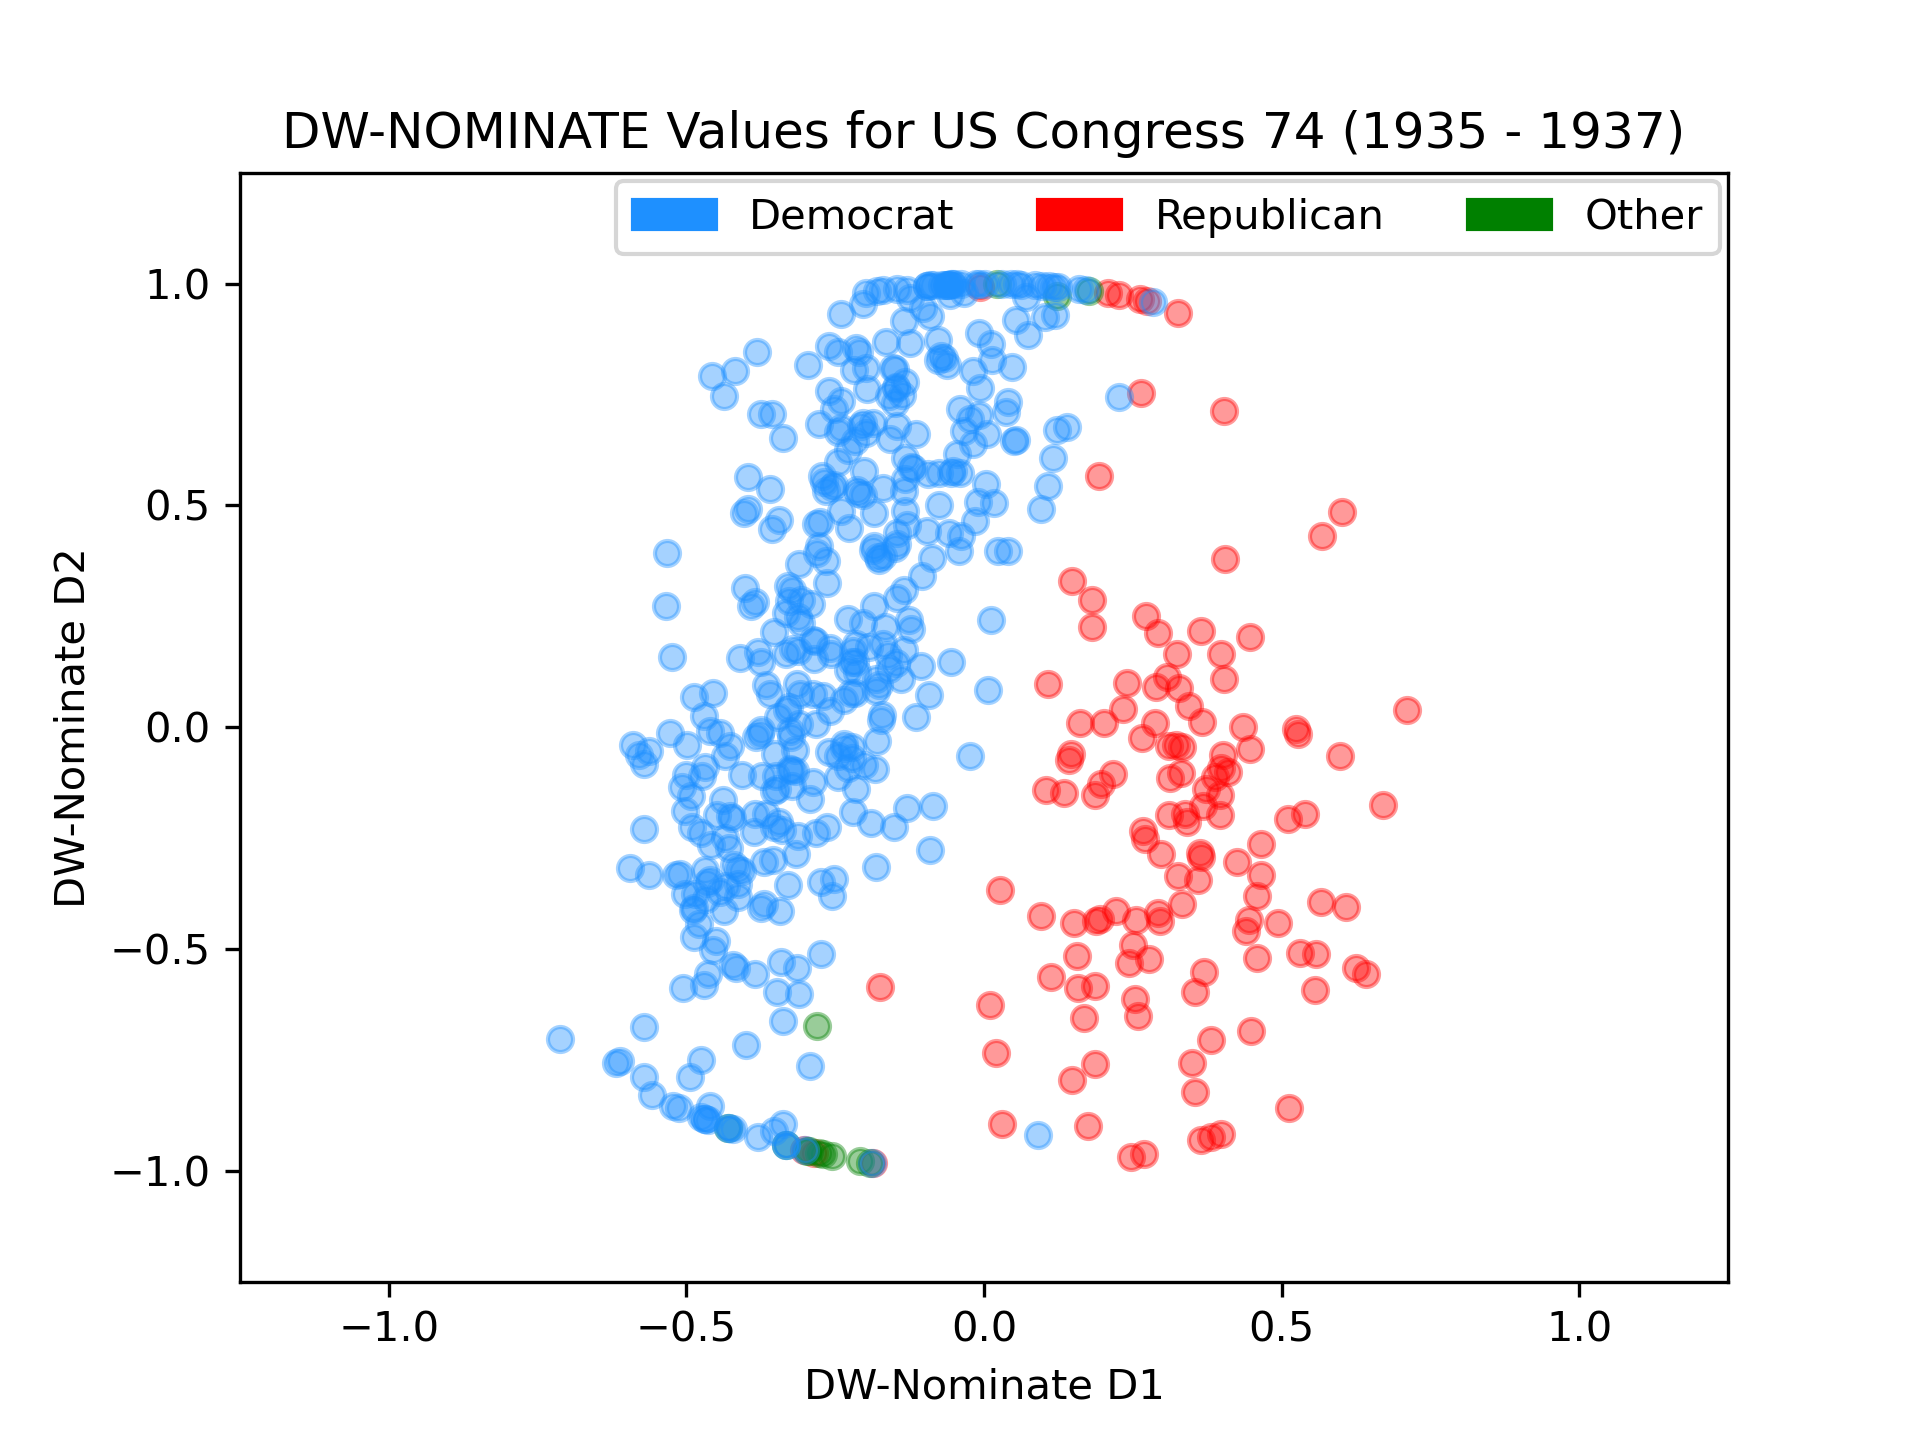 DW-NOMINATE Values for US Congress 74 (1935 - 1937)
Democrat Republican Other
1.0
0.5
0.0
−0.5
−1.0
DW-Nominate D2
−1.0 −0.5 0.0 0.5 1.0
DW-Nominate D1